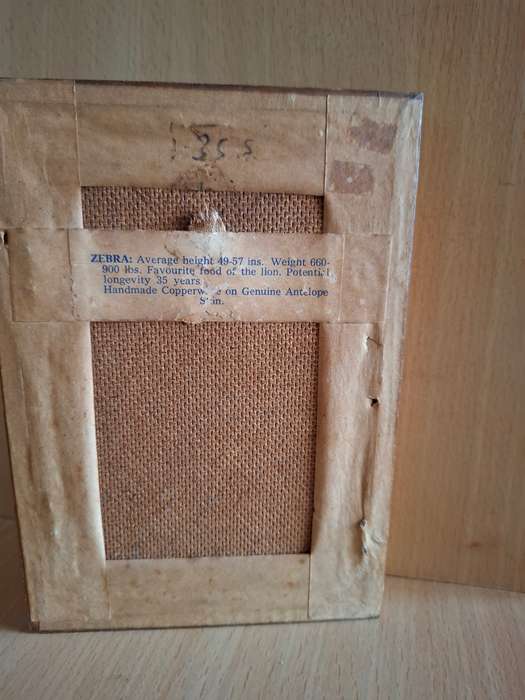 ZEBRA: Average height 49-57 ins. Weight 660-
900 lbs. Favourite food of the lion. Potential
longevity 35 years
Handmade Copperware on Genuine Antelope
Skin.